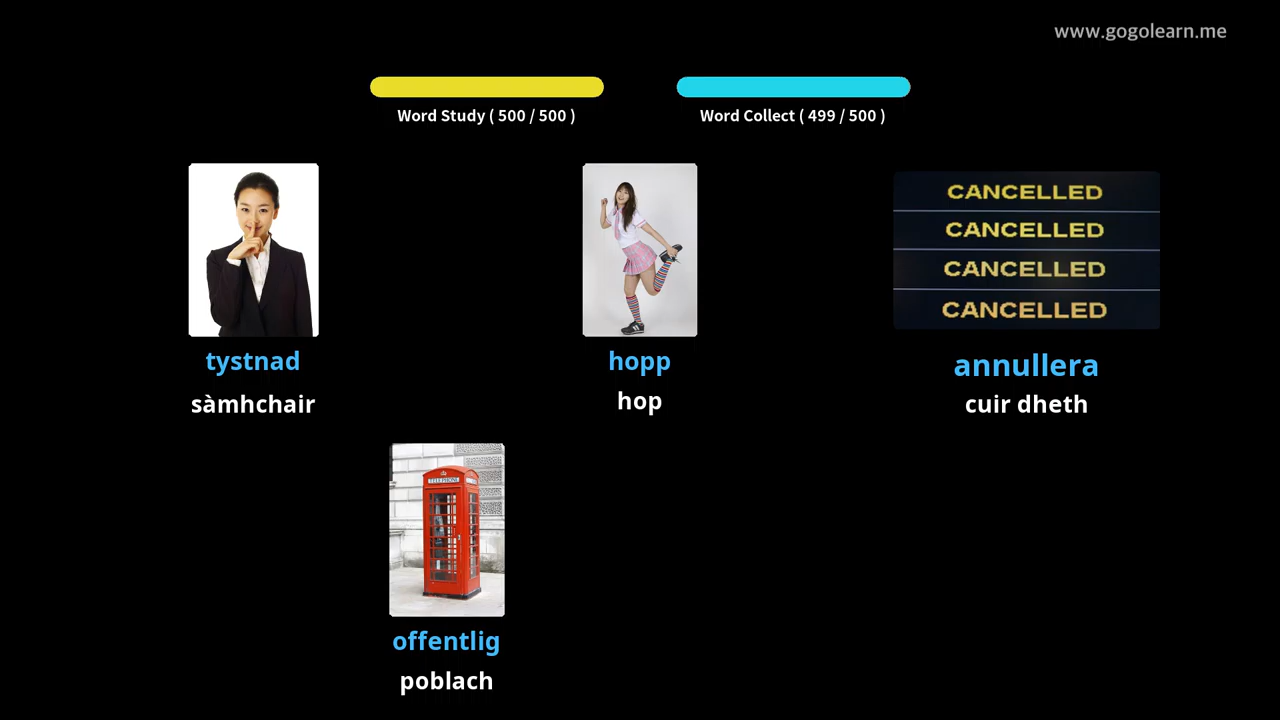 www.gogolearn.me
Word Study ( 500 / 500 )
Word Collect ( 499 / 500 )
CANCELLED
CANCELLED
CANCELLED
CANCELLED
tystnad
sàmhchair
hopp
hop
annullera
cuir dheth
TELEPHONE
offentlig
poblach